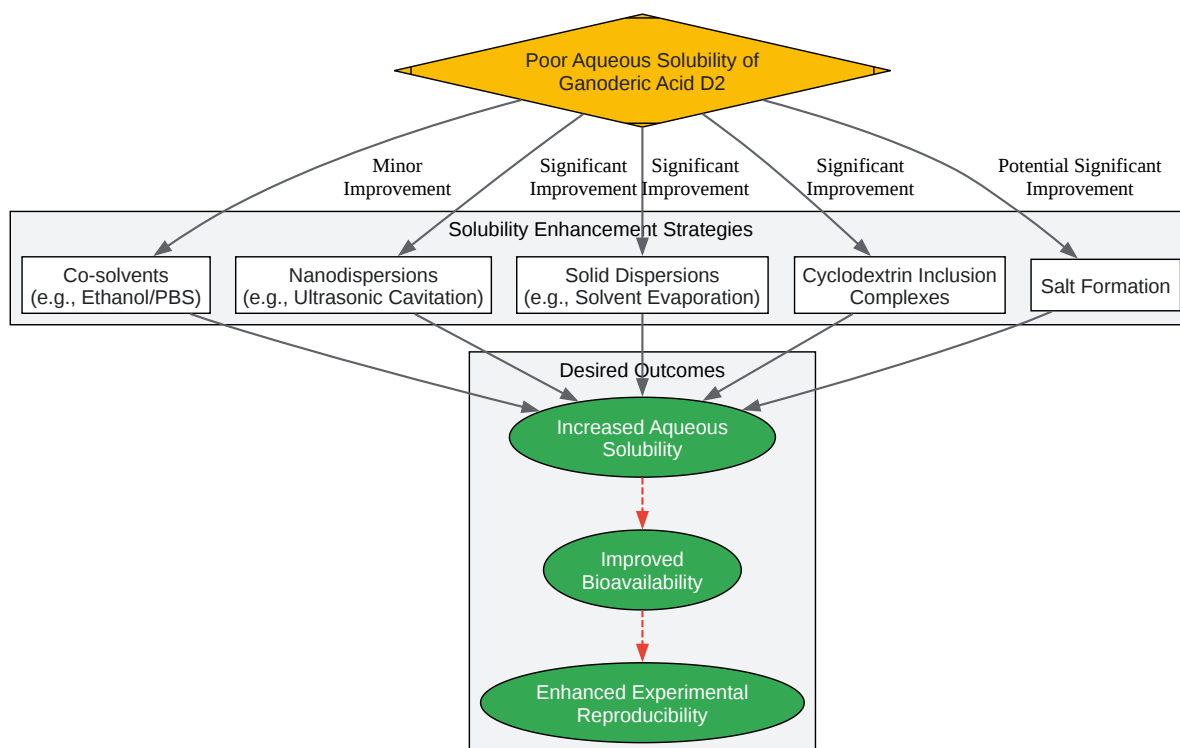 Poor Aqueous Solubility of
Ganoderic Acid D2
Minor
Improvement
Significant
Improvement
Significant
Improvement
Significant
Improvement
Potential Significant
Improvement
Solubility Enhancement Strategies
Co-solvents
(e.g., Ethanol/PBS)
Nanodispersions
(e.g., Ultrasonic Cavitation)
Solid Dispersions
(e.g., Solvent Evaporation)
Cyclodextrin Inclusion
Complexes
Salt Formation
Desired Outcomes
Increased Aqueous
Solubility
Improved
Bioavailability
Enhanced Experimental
Reproducibility